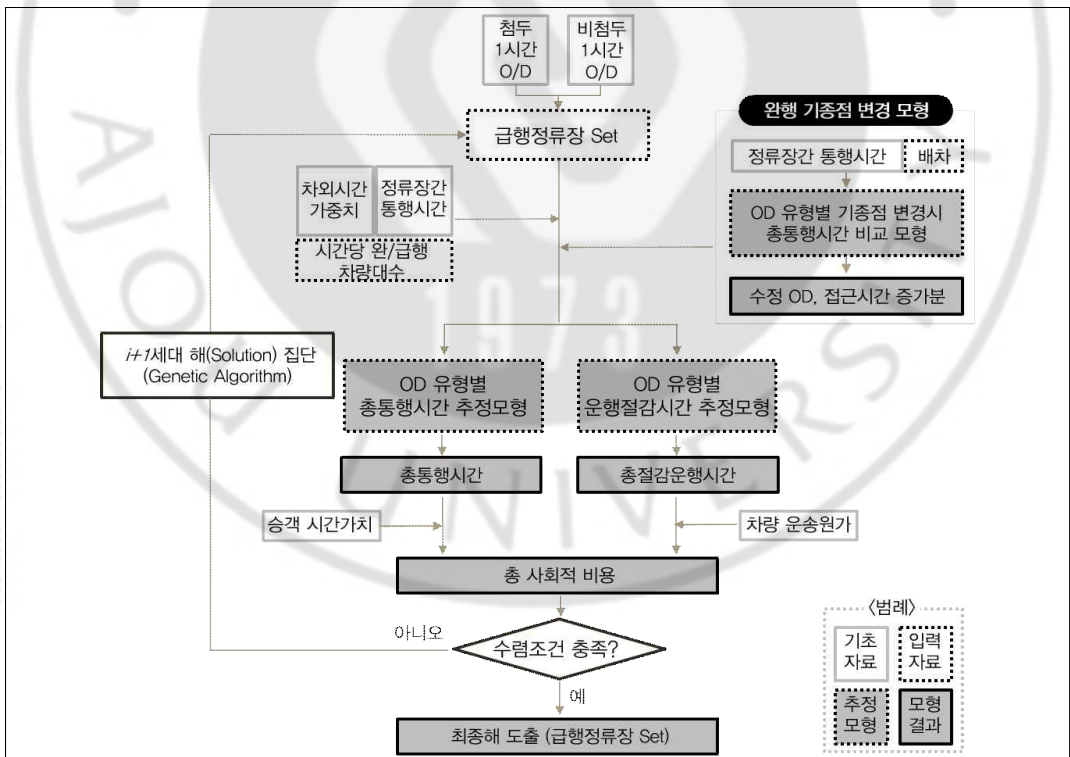 첨두
1시간
O/D
비첨두
1시간
O/D
급행정류장 Set
완행 기종점 변경 모형
정류장간 통행시간
배차
차외시간
가중치
정류장간
통행시간
OD 유형별 기종점 변경시
총통행시간 비교 모형
시간당 완/급행
차량대수
수정 OD, 접근시간 증가분
i+1세대 해(Solution) 집단
(Genetic Algorithm)
OD 유형별
총통행시간 추정모형
OD 유형별
운행절감시간 추정모형
총통행시간
총절감운행시간
승객 시간가치
차량 운송원가
총 사회적 비용
아니오
수렴조건 충족?
예
최종해 도출 (급행정류장 Set)
〈범례〉
기초
자료
입력
자료
추정
모형
모형
결과
AJOU UNIVERSITY
1973